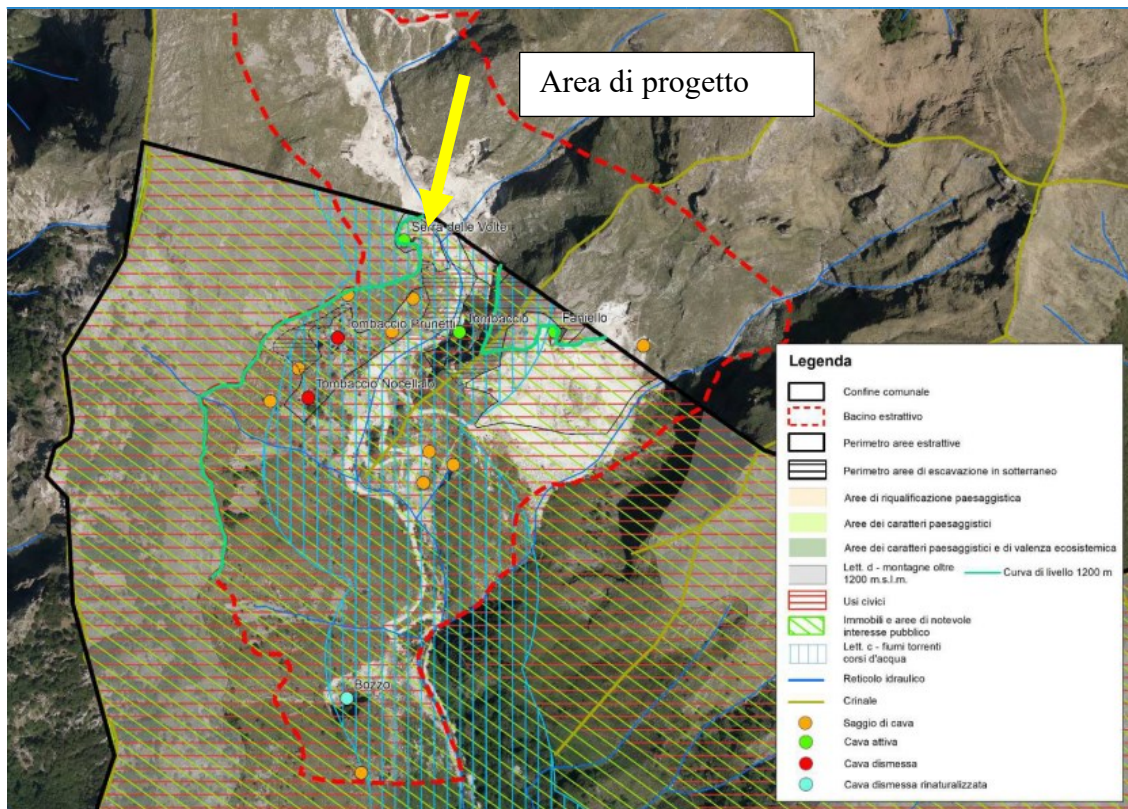 Area di progetto
Serra delle Volte
Tombaccio Prunetti
Tombaccio
Faniello
Tombaccio Nocellaio
Bozzo
Legenda
Confine comunale
Bacino estrattivo
Perimetro aree estrattive
Perimetro aree di escavazione in sotterraneo
Aree di riqualificazione paesaggistica
Aree dei caratteri paesaggistici
Aree dei caratteri paesaggistici e di valenza ecosistemica
Lett. d - montagne oltre
1200 m.s.l.m.
Curva di livello 1200 m
Usi civici
Immobili e aree di notevole
interesse pubblico
Lett. c - fiumi torrenti
corsi d'acqua
Reticolo idraulico
Crinale
Saggio di cava
Cava attiva
Cava dismessa
Cava dismessa rinaturalizzata